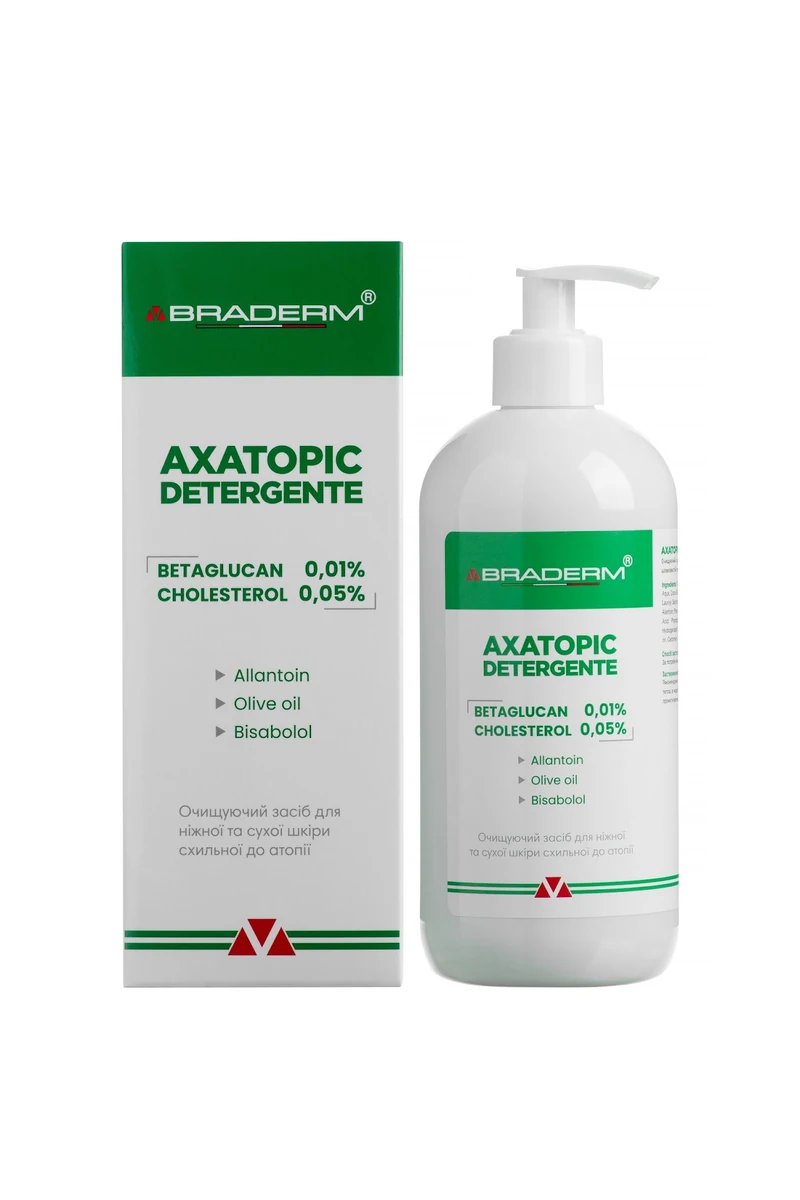 BRADERM®
AXATOPIC
DETERGENTE
BETAGLUCAN 0,01%
CHOLESTEROL 0,05%
Allantoin
Olive oil
Bisabolol
Очищуючий засіб для
ніжної та сухої шкіри
схильної до атопії
BRADERM®
AXATOPIC
DETERGENTE
BETAGLUCAN 0,01%
CHOLESTEROL 0,05%
Allantoin
Olive oil
Bisabolol
Очищуючий засіб для ніжної
та сухої шкіри схильної до атопії